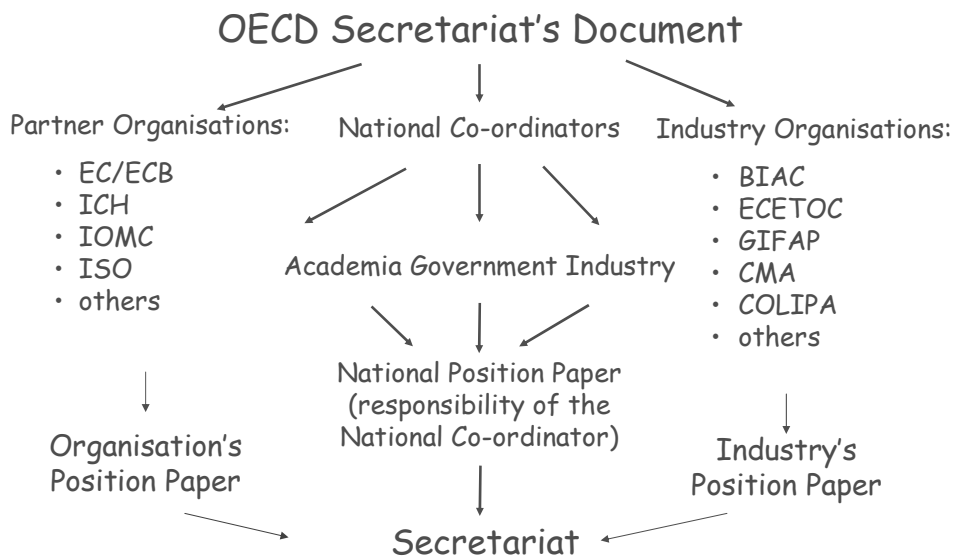 OECD Secretariat's Document
Partner Organisations:
• EC/ECB
• ICH
• IOMC
• ISO
• others
Organisation's
Position Paper
National Co-ordinators
Academia Government Industry
National Position Paper
(responsibility of the
National Co-ordinator)
Industry Organisations:
• BIAC
• ECETOC
• GIFAP
• CMA
• COLIPA
• others
Industry's
Position Paper
Secretariat